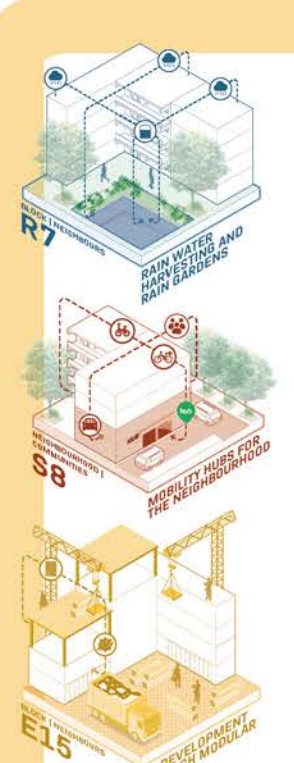 BLOCK | NEIGHBOURS
R7
RAIN WATER
HARVESTING AND
RAIN GARDENS
hub
NEIGHBOURHOOD |
COMMUNITIES
S8
MOBILITY HUBS FOR
THE NEIGHBOURHOOD
BLOCK | NEIGHBOURS
E15
DEVELOPMENT
MODULAR